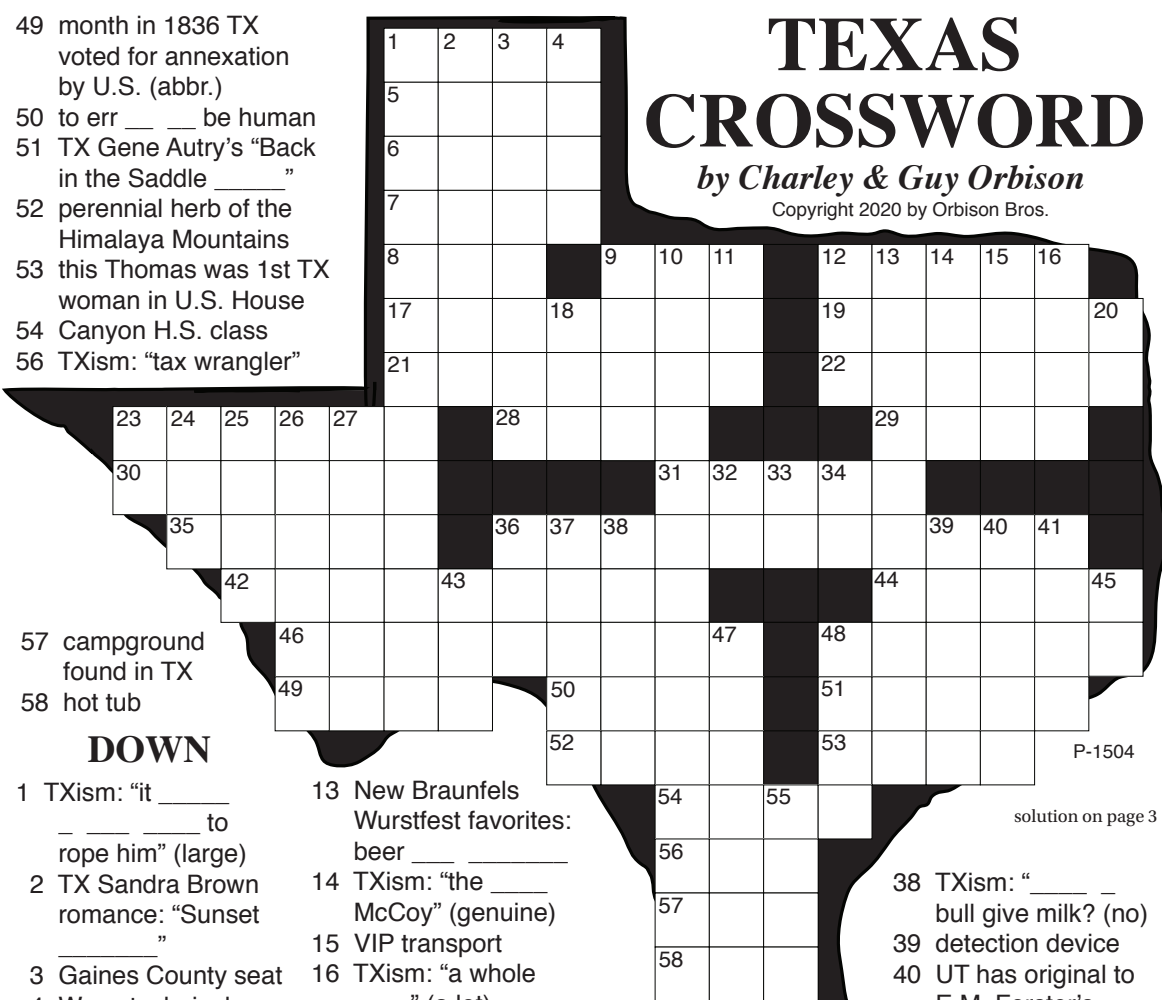 49 month in 1836 TX
voted for annexation
by U.S. (abbr.)
50 to err __ __ be human
51 TX Gene Autry’s “Back
in the Saddle _____”
52 perennial herb of the
Himalaya Mountains
53 this Thomas was 1st TX
woman in U.S. House
54 Canyon H.S. class
56 TXism: “tax wrangler”
TEXAS
CROSSWORD
by Charley & Guy Orbison
Copyright 2020 by Orbison Bros.
1 2 3 4
5
6
7
8 9 10 11 12 13 14 15 16
17 18 19 20
21 22
23 24 25 26 27 28 29
30 31 32 33 34
35 36 37 38 39 40 41
42 43 44 45
46 47 48
49 50 51
52 53
54 55
56
57
58
P-1504
solution on page 3
57 campground
found in TX
58 hot tub
DOWN
1 TXism: “it _____
_ ___ ____ to
rope him” (large)
2 TX Sandra Brown
romance: “Sunset
_______”
3 Gaines County seat
13 New Braunfels
Wurstfest favorites:
beer ___ _______
14 TXism: “the ____
McCoy” (genuine)
15 VIP transport
16 TXism: “a whole
38 TXism: “____ _
bull give milk? (no)
39 detection device
40 UT has original to